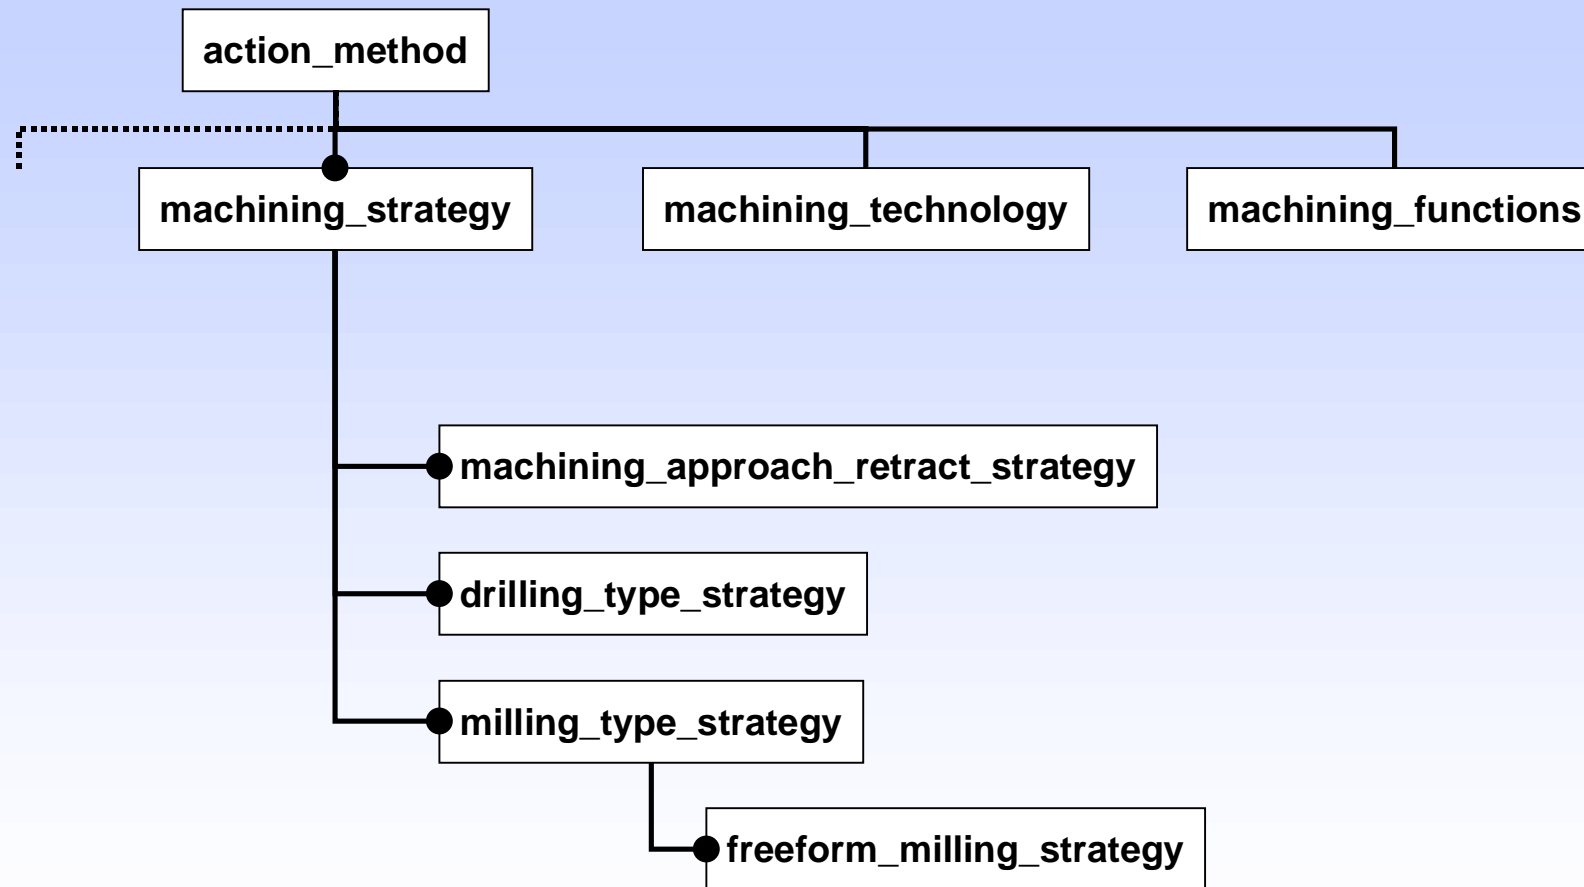 action_method
machining_strategy
machining_technology
machining_functions
machining_approach_retract_strategy
drilling_type_strategy
milling_type_strategy
freeform_milling_strategy